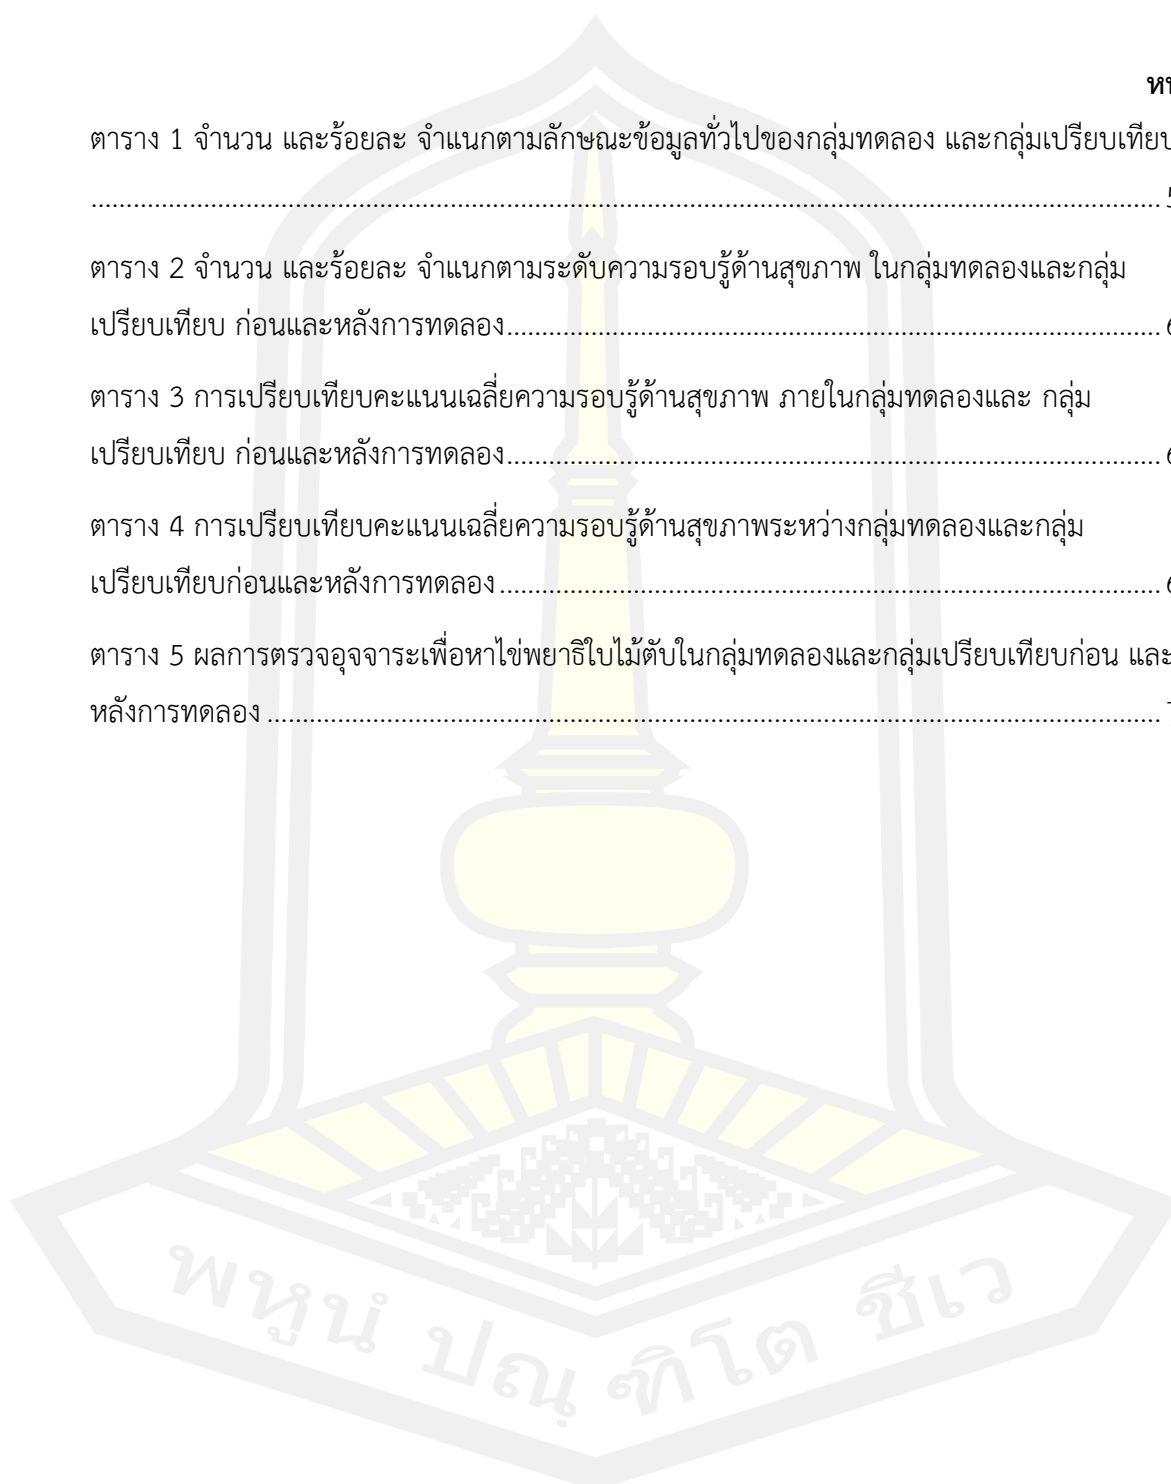 ตาราง 1 จำนวน และร้อยละ จำแนกตามลักษณะข้อมูลทั่วไปของกลุ่มทดลอง และกลุ่มเปรียบเทียบ
....................................................................................................................................................
ตาราง 2 จำนวน และร้อยละ จำแนกตามระดับความรอบรู้ด้านสุขภาพ ในกลุ่มทดลองและกลุ่ม
เปรียบเทียบ ก่อนและหลังการทดลอง............................................................................................
ตาราง 3 การเปรียบเทียบคะแนนเฉลี่ยความรอบรู้ด้านสุขภาพ ภายในกลุ่มทดลองและ กลุ่ม
เปรียบเทียบ ก่อนและหลังการทดลอง............................................................................................
ตาราง 4 การเปรียบเทียบคะแนนเฉลี่ยความรอบรู้ด้านสุขภาพระหว่างกลุ่มทดลองและกลุ่ม
เปรียบเทียบก่อนและหลังการทดลอง.............................................................................................
ตาราง 5 ผลการตรวจอุจจาระเพื่อหาไข่พยาธิใบไม้ตับในกลุ่มทดลองและกลุ่มเปรียบเทียบก่อน และ
หลังการทดลอง..............................................................................................................................
พหูนํ ปณฺฑิโต ชีเว